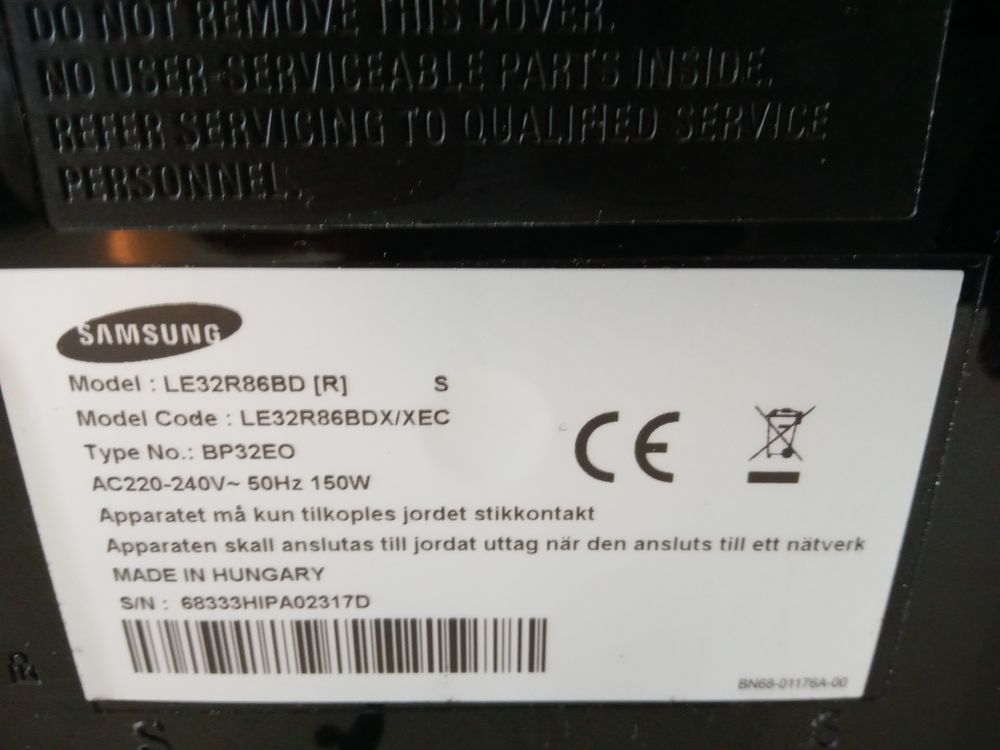 DO NOT REMOVE THIS COVER.
NO USER-SERVICEABLE PARTS INSIDE.
REFER SERVICING TO QUALIFIED SERVICE
PERSONNEL.
SAMSUNG
Model : LE32R86BD [R] S
Model Code : LE32R86BDX/XEC
Type No.: BP32EO
AC220-240V~ 50Hz 150W
Apparatet må kun tilkoples jordet stikkontakt
Apparaten skall anslutas till jordat uttag när den ansluts till ett nätverk
MADE IN HUNGARY
S/N : 68333HIPA02317D
CE
BN68-01176A-00